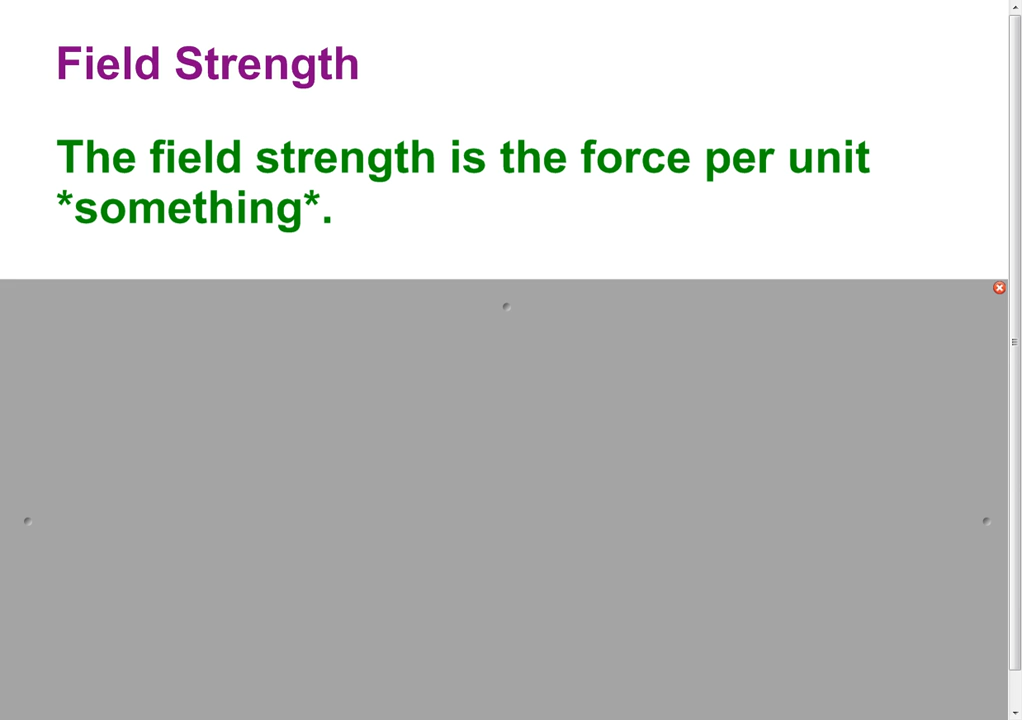 Field Strength
The field strength is the force per unit
*something*.